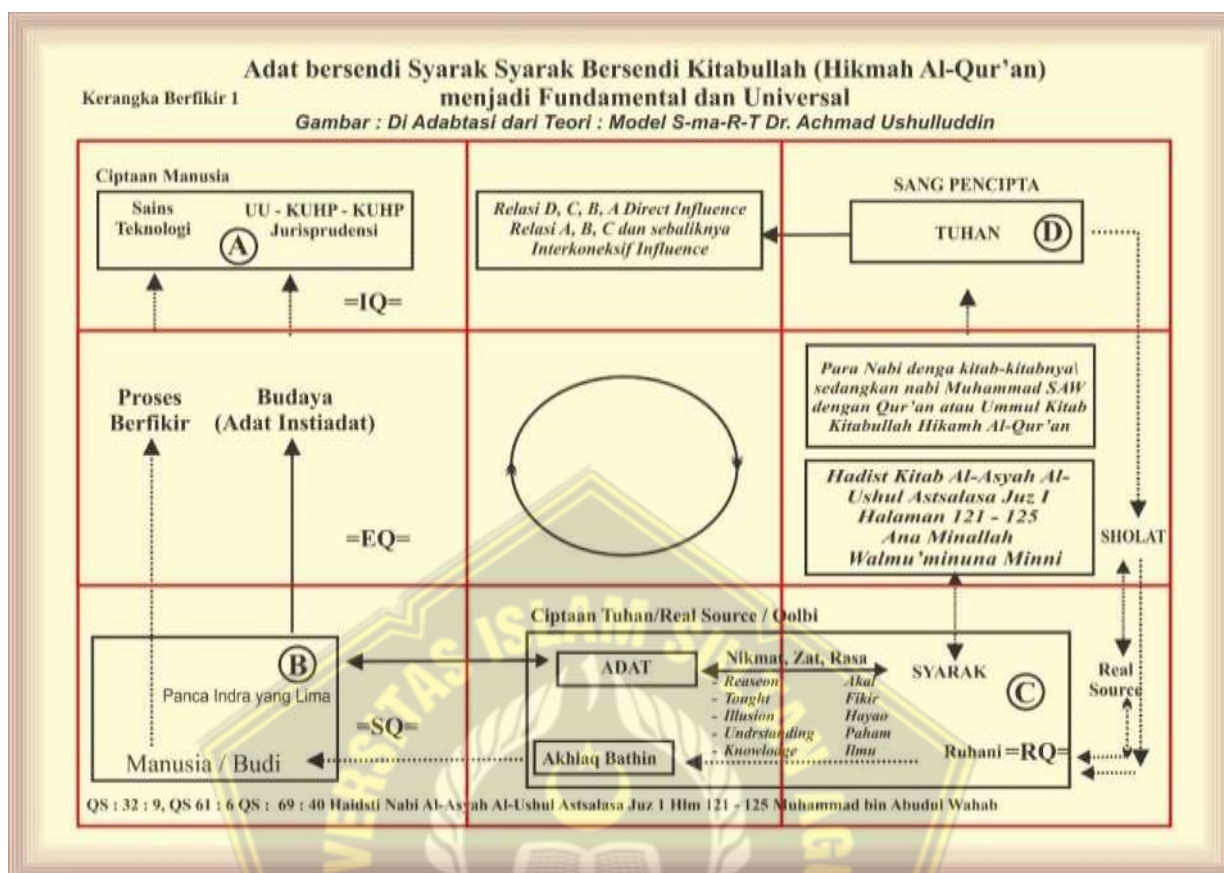 Adat bersendi Syarak Syarak Bersendi Kitabullah (Hikmah Al-Qur'an)
Kerangka Berfikir 1
menjadi Fundamental dan Universal
Gambar : Di Adabtasi dari Teori : Model S-ma-R-T Dr. Achmad Ushulluddin
Ciptaan Manusia
Sains
Teknologi
UU - KUHP - KUHP
Jurisprudensi
A
=IQ=
Relasi D, C, B, A Direct Influence
Relasi A, B, C dan sebaliknya
Interkoneksif Influence
SANG PENCIPTA
TUHAN
D
Proses
Berfikir
Budaya
(Adat Instiadat)
=EQ=
Para Nabi denga kitab-kitabnya\
sedangkan nabi Muhammad SAW
dengan Qur'an atau Ummul Kitab
Kitabullah Hikamh Al-Qur'an
Hadist Kitab Al-Asyah Al-
Ushul Astsalasa Juz I
Halaman 121 - 125
Ana Minallah
Walmu'minuna Minni
SHOLAT
B
Panca Indra yang Lima
Manusia / Budi
=SQ=
Ciptaan Tuhan/Real Source / Qolbi
ADAT
Nikmat, Zat, Rasa
- Reaseon Akal
- Tought Fikir
- Illusion Hayao
- Undrstanding Paham
- Knowlodge Ilmu
Akhlaq Bathin
SYARAK
C
Ruhani =RQ=
Real
Source
QS : 32 : 9, QS 61 : 6 QS : 69 : 40 Haidsti Nabi Al-Asyah Al-Ushul Astsalasa Juz 1 Hlm 121 - 125 Muhammad bin Abudul Wahab